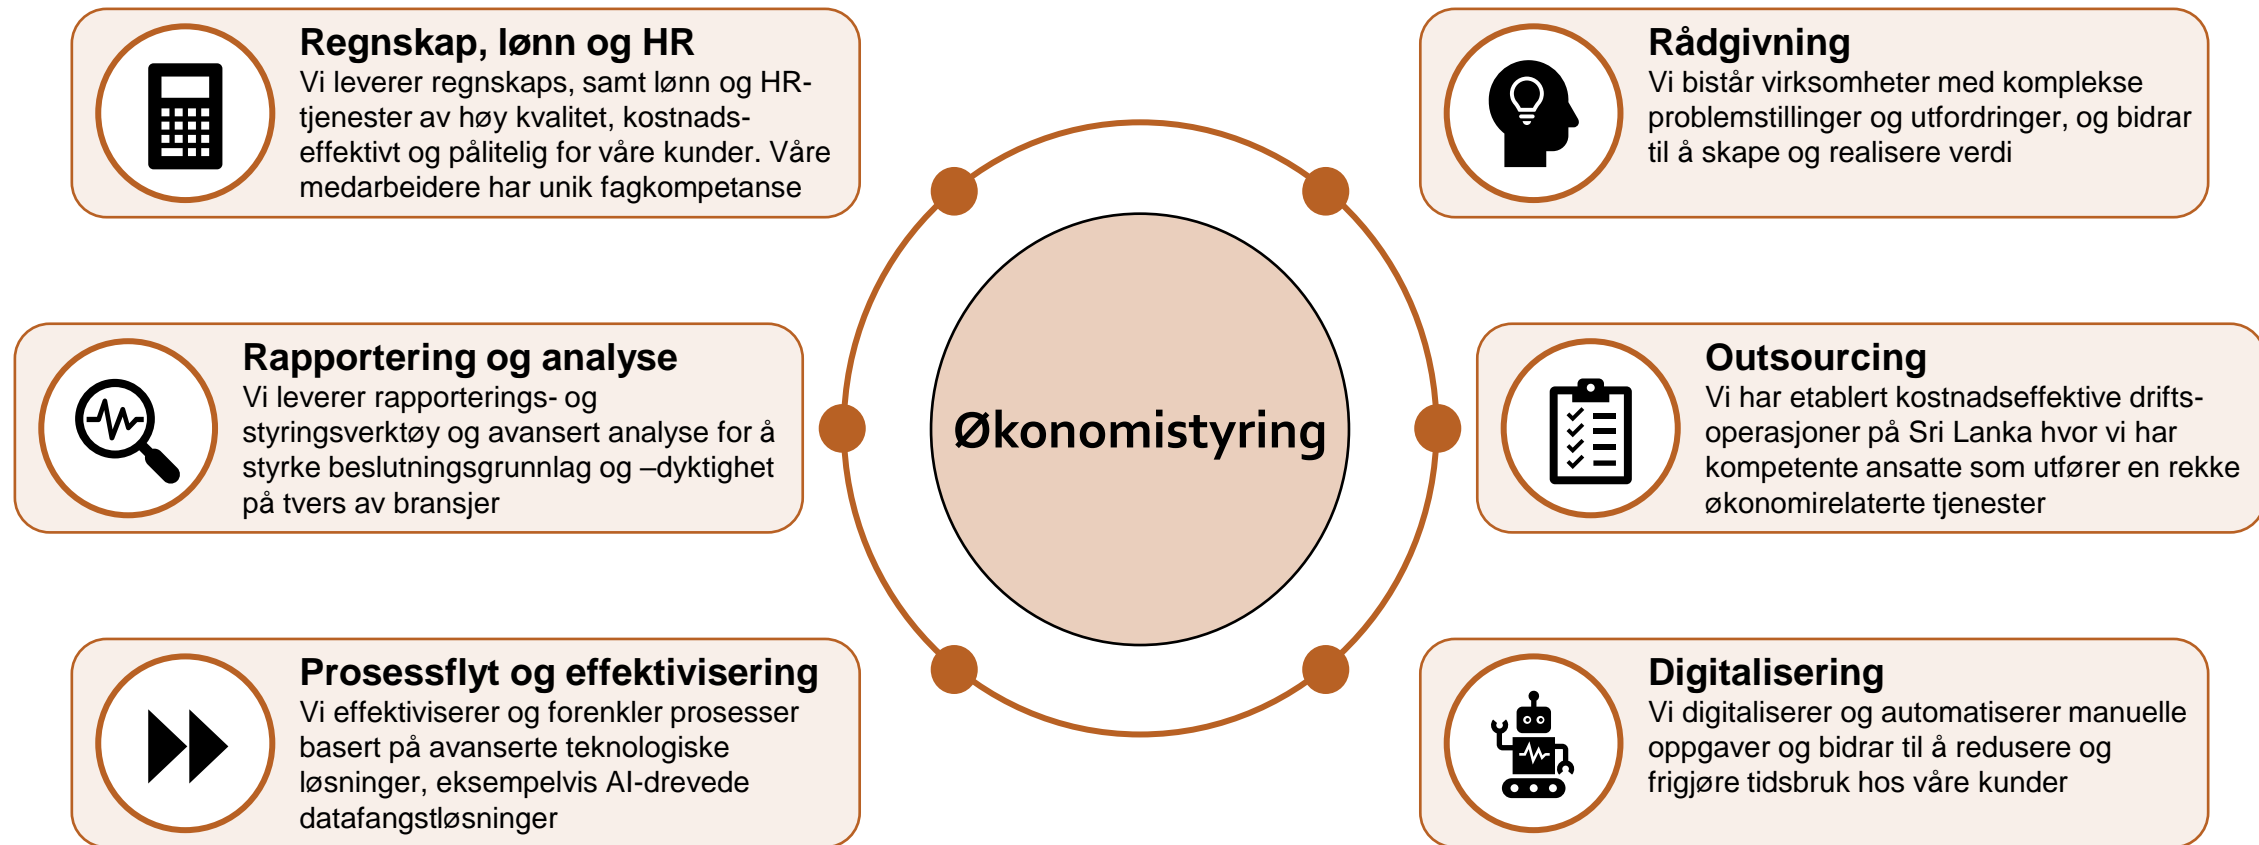 Regnskap, lønn og HR
Vi leverer regnskaps, samt lønn og HR-
tjenester av høy kvalitet, kostnads-
effektivt og pålitelig for våre kunder. Våre
medarbeidere har unik fagkompetanse
Rapportering og analyse
Vi leverer rapporterings- og
styringsverktøy og avansert analyse for å
styrke beslutningsgrunnlag og –dyktighet
på tvers av bransjer
Prosessflyt og effektivisering
Vi effektiviserer og forenkler prosesser
basert på avanserte teknologiske
løsninger, eksempelvis AI-drevede
datafangstløsninger
Økonomistyring
Rådgivning
Vi bistår virksomheter med komplekse
problemstillinger og utfordringer, og bidrar
til å skape og realisere verdi
Outsourcing
Vi har etablert kostnadseffektive drifts-
operasjoner på Sri Lanka hvor vi har
kompetente ansatte som utfører en rekke
økonomirelaterte tjenester
Digitalisering
Vi digitaliserer og automatiserer manuelle
oppgaver og bidrar til å redusere og
frigjøre tidsbruk hos våre kunder